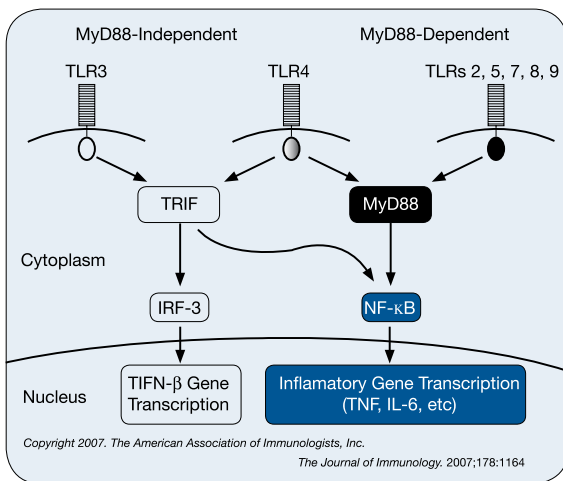 MyD88-Independent
MyD88-Dependent
TLR3
TLR4
TLRs 2, 5, 7, 8, 9
TRIF
MyD88
Cytoplasm
IRF-3
NF-κB
Nucleus
TIFN-β Gene
Transcription
Inflamatory Gene Transcription
(TNF, IL-6, etc)
Copyright 2007. The American Association of Immunologists, Inc.
The Journal of Immunology. 2007;178:1164